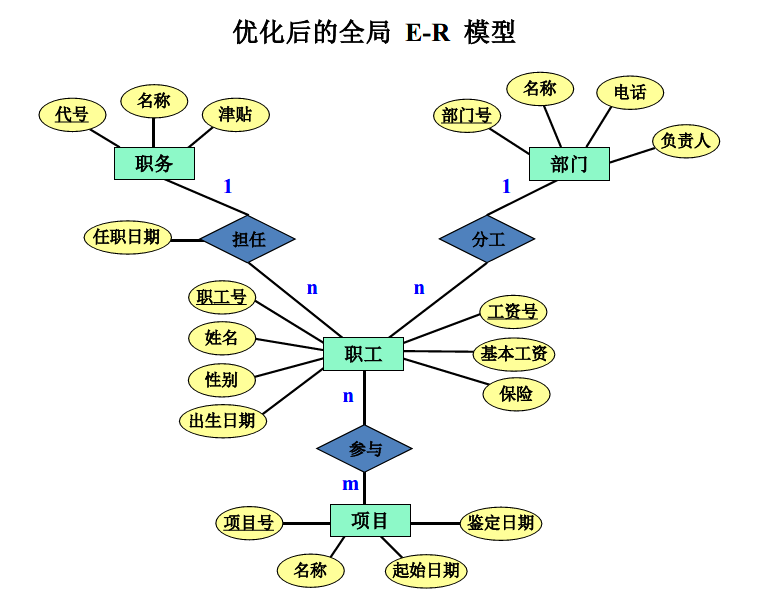 优化后的全局 E-R 模型
代号
名称
津贴
职务
部门号
名称
电话
负责人
部门
1
1
任职日期
担任
分工
n
n
职工号
姓名
性别
出生日期
职工
工资号
基本工资
保险
n
参与
m
项目号
项目
鉴定日期
名称
起始日期